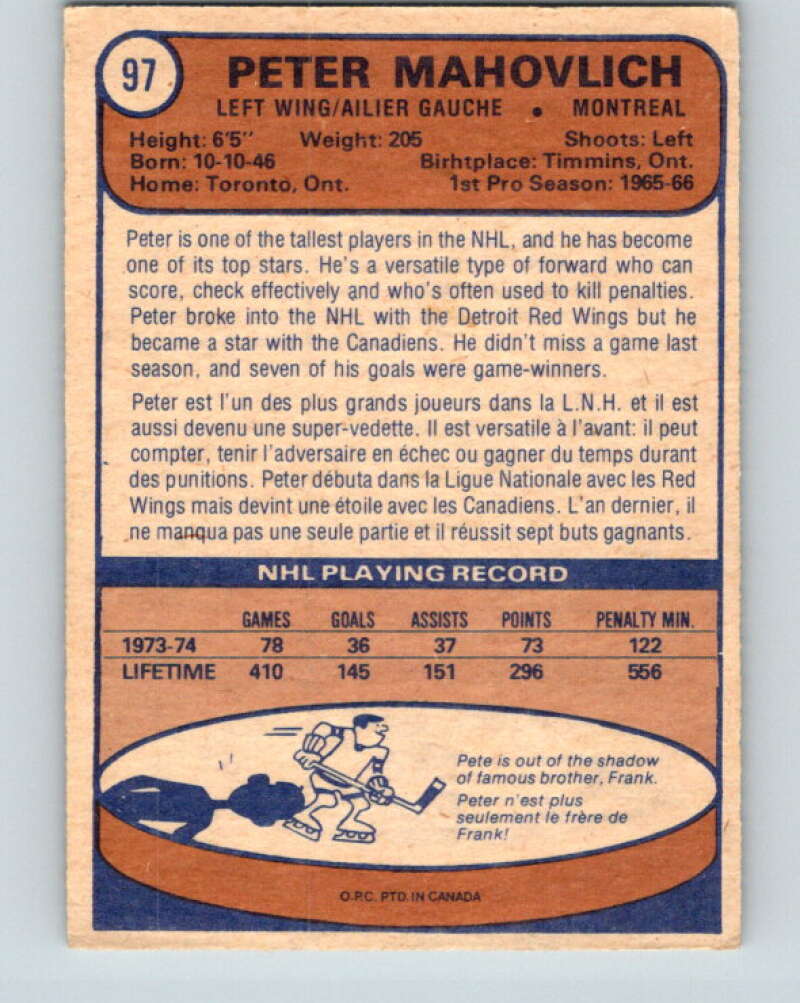 97
PETER MAHOVLICH
LEFT WING/AILIER GAUCHE • MONTREAL
Height: 6'5" Weight: 205 Shoots: Left
Born: 10-10-46 Birhtplace: Timmins, Ont.
Home: Toronto, Ont. 1st Pro Season: 1965-66
Peter is one of the tallest players in the NHL, and he has become
one of its top stars. He's a versatile type of forward who can
score, check effectively and who's often used to kill penalties.
Peter broke into the NHL with the Detroit Red Wings but he
became a star with the Canadiens. He didn't miss a game last
season, and seven of his goals were game-winners.
Peter est l'un des plus grands joueurs dans la L.N.H. et il est
aussi devenu une super-vedette. Il est versatile à l'avant: il peut
compter, tenir l'adversaire en échec ou gagner du temps durant
des punitions. Peter débuta dans la Ligue Nationale avec les Red
Wings mais devint une étoile avec les Canadiens. L'an dernier, il
ne manqua pas une seule partie et il réussit sept buts gagnants.
NHL PLAYING RECORD
GAMES GOALS ASSISTS POINTS PENALTY MIN.
1973-74 78 36 37 73 122
LIFETIME 410 145 151 296 556
Pete is out of the shadow
of famous brother, Frank.
Peter n'est plus
seulement le frère de
Frank!
O.P.C. PTD. IN CANADA